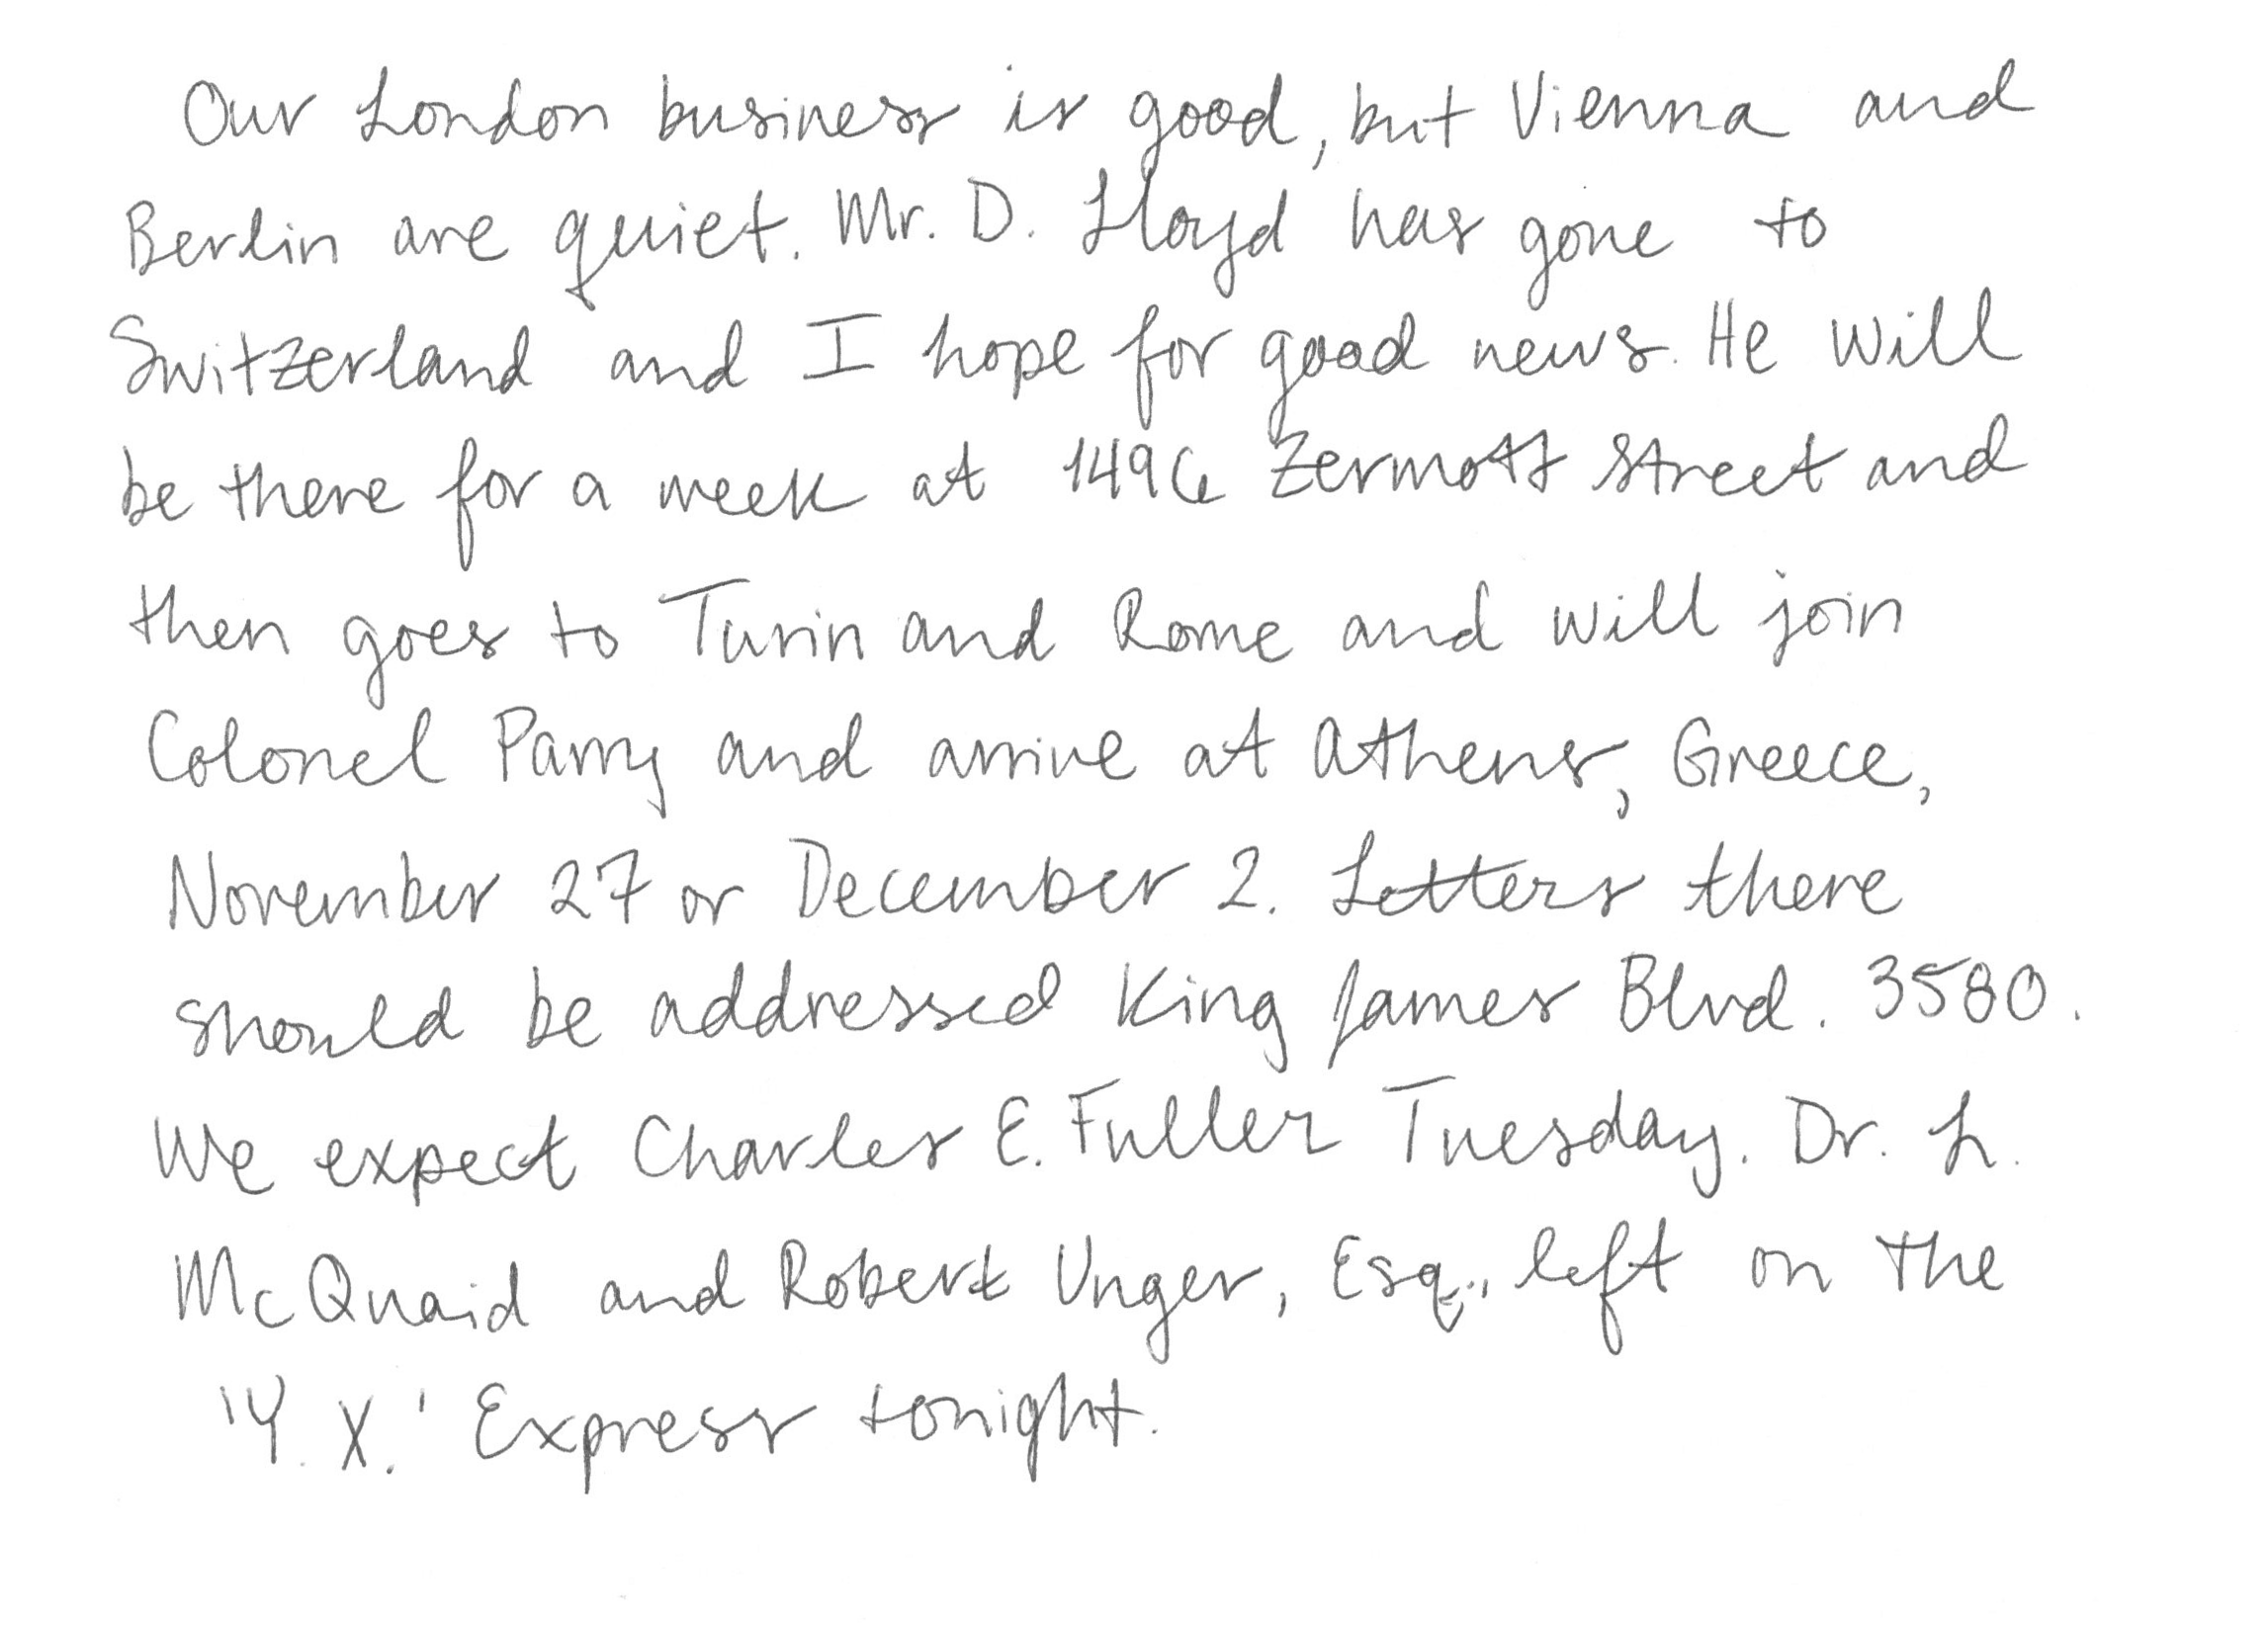 Our London business is good, but Vienna and
Berlin are quiet. Mr. D. Lloyd has gone to
Switzerland and I hope for good news. He will
be there for a week at 1496 Zermott Street and
then goes to Turin and Rome and will join
Colonel Parry and arrive at Athens, Greece,
November 27 or December 2. Letters there
should be addressed King James Blvd. 3580.
We expect Charles E. Fuller Tuesday. Dr. L.
McQuaid and Robert Unger, Esq., left on the
'Y. X.' Express tonight.